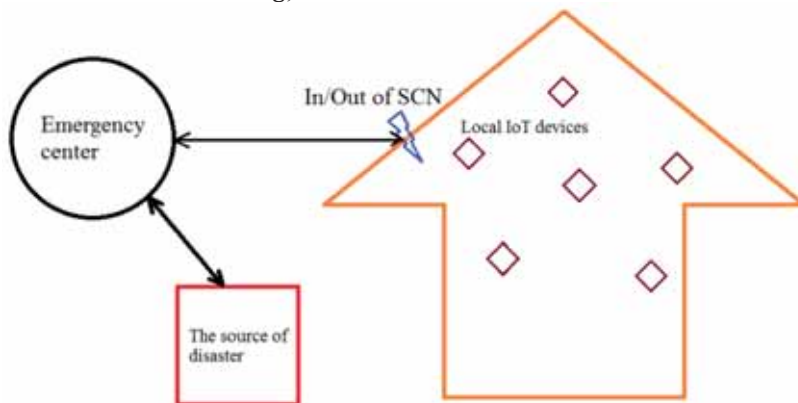 In/Out of SCN
Emergency
center
Local IoT devices
The source of
disaster